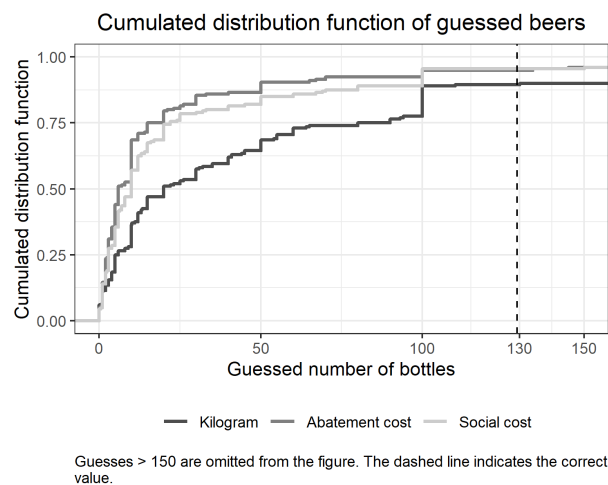 Cumulated distribution function of guessed beers
Cumulated distribution function
1.00
0.75
0.50
0.25
0.00
0 50 100 130 150
Guessed number of bottles
Kilogram Abatement cost Social cost
Guesses > 150 are omitted from the figure. The dashed line indicates the correct
value.